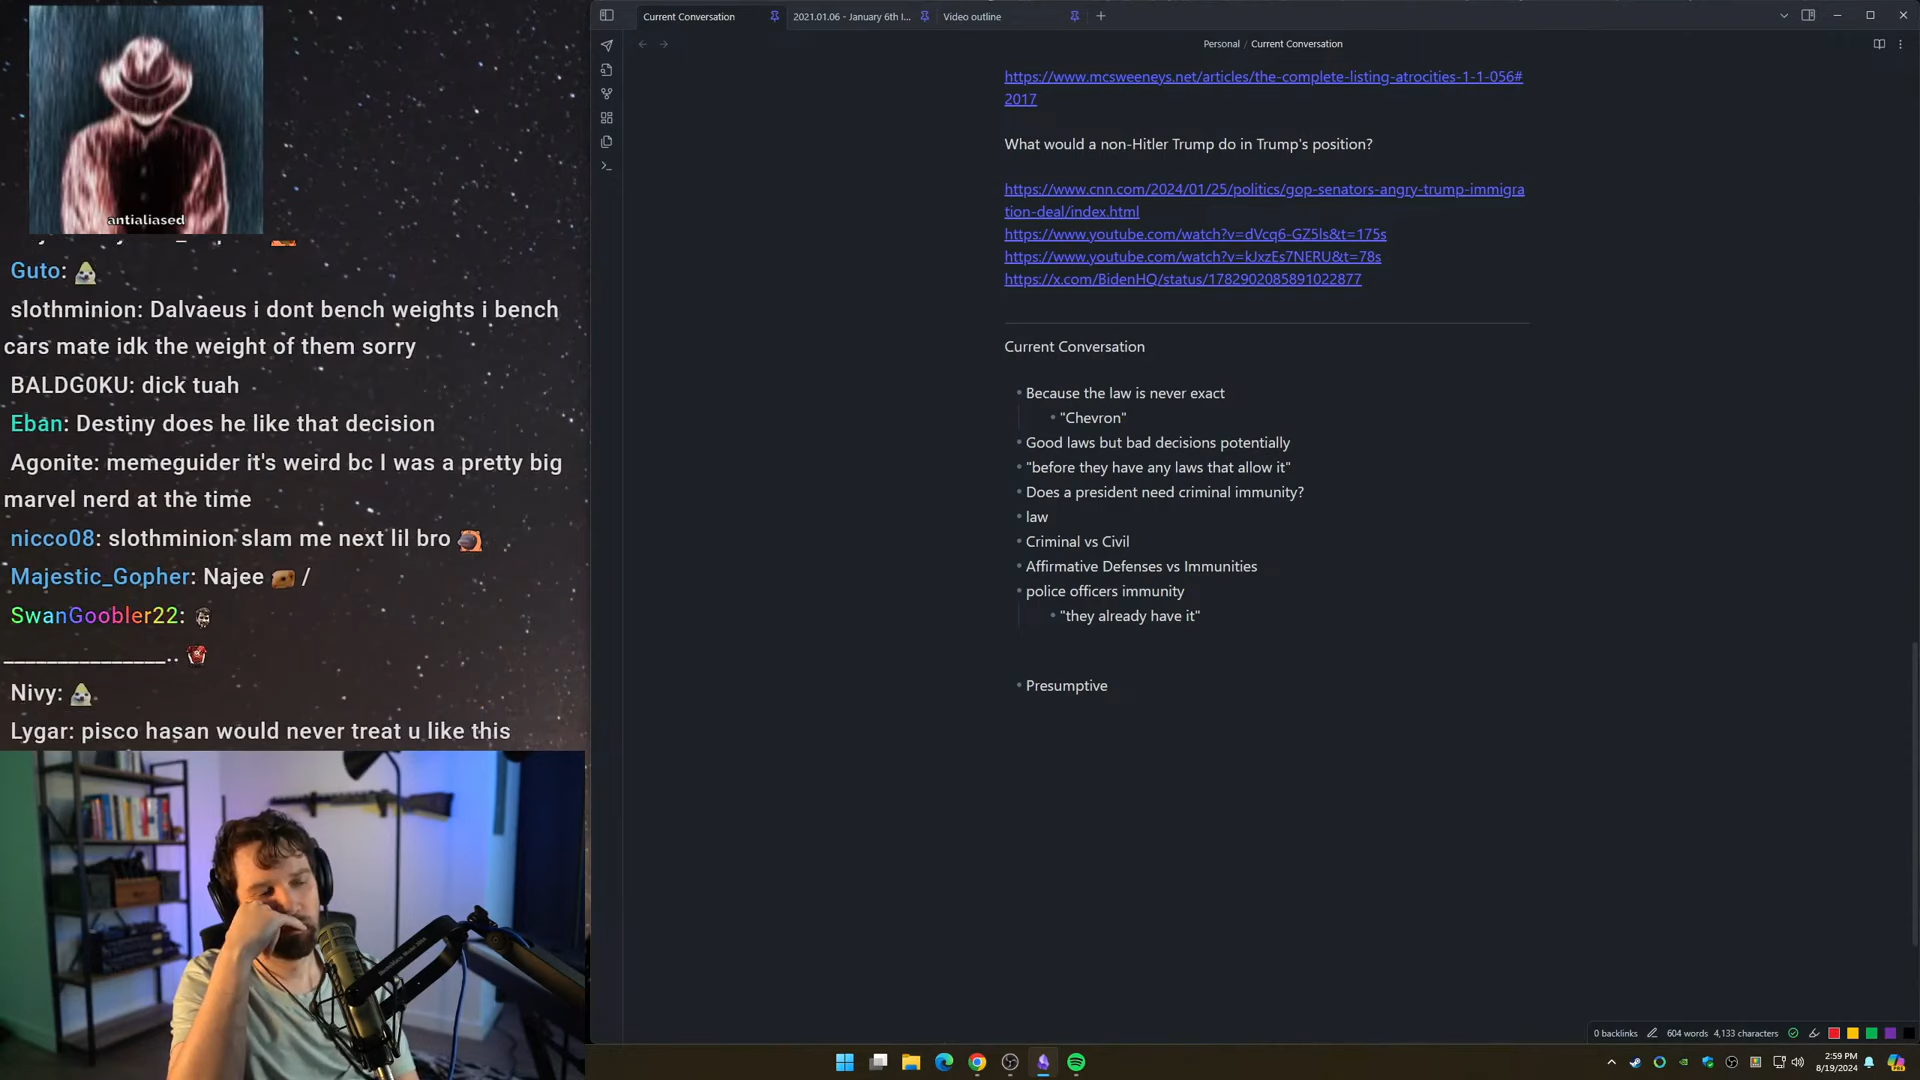 antialiased
Guto:
slothminion: Dalvaeus i dont bench weights i bench
cars mate idk the weight of them sorry
BALDG0KU: dick tuah
Eban: Destiny does he like that decision
Agonite: memeguider it's weird bc I was a pretty big
marvel nerd at the time
nicco08: slothminion slam me next lil bro
Majestic_Gopher: Najee /
SwanGoobler22:
_______________..
Nivy:
Lygar: pisco hasan would never treat u like this
Current Conversation
2021.01.06 - January 6th I...
Video outline
Personal / Current Conversation
https://www.mcsweeneys.net/articles/the-complete-listing-atrocities-1-1-056#
2017
What would a non-Hitler Trump do in Trump's position?
https://www.cnn.com/2024/01/25/politics/gop-senators-angry-trump-immigra
tion-deal/index.html
https://www.youtube.com/watch?v=dVcq6-GZ5ls&t=175s
https://www.youtube.com/watch?v=kJxzEs7NERU&t=78s
https://x.com/BidenHQ/status/1782902085891022877
Current Conversation
• Because the law is never exact
• "Chevron"
• Good laws but bad decisions potentially
• "before they have any laws that allow it"
• Does a president need criminal immunity?
• law
• Criminal vs Civil
• Affirmative Defenses vs Immunities
• police officers immunity
• "they already have it"
• Presumptive
0 backlinks 604 words 4,133 characters
2:59 PM
8/19/2024